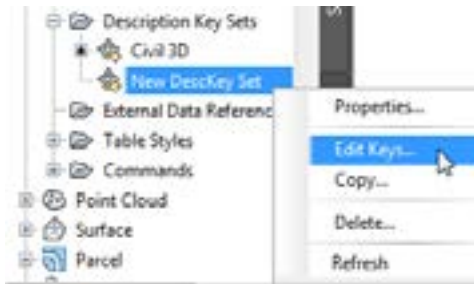 Description Key Sets
Civil 3D
New DescKey Set
External Data Referenc
Table Styles
Commands
Point Cloud
Surface
Parcel
Properties...
Edit Keys...
Copy...
Delete...
Refresh